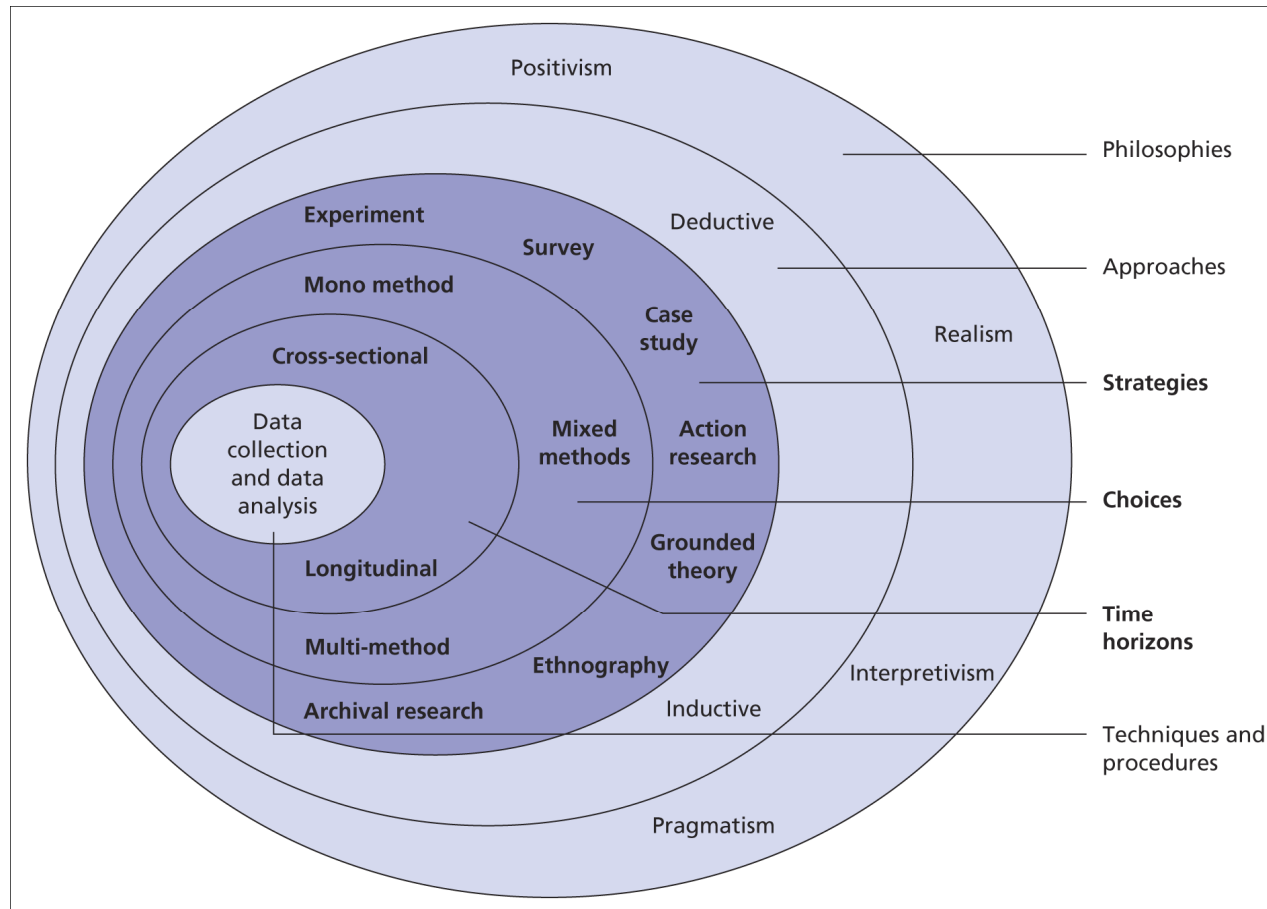 Positivism
Philosophies
Experiment
Deductive
Survey
Approaches
Mono method
Case
study
Realism
Cross-sectional
Strategies
Data
collection
and data
analysis
Mixed
methods
Action
research
Choices
Grounded
theory
Longitudinal
Time
horizons
Multi-method
Ethnography
Interpretivism
Archival research
Inductive
Techniques and
procedures
Pragmatism